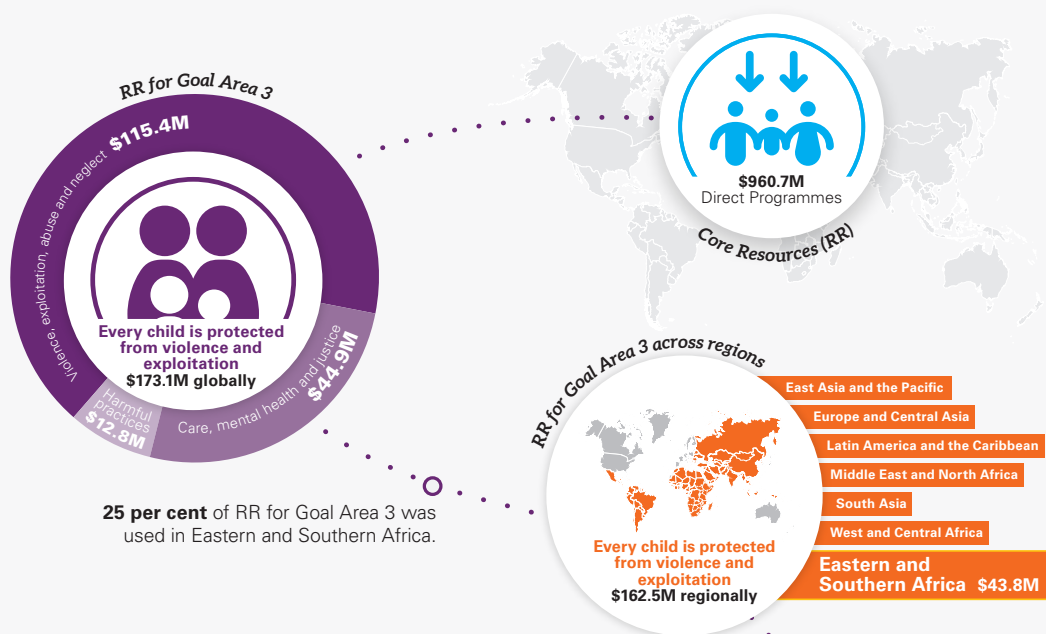 RR for Goal Area 3
Violence, exploitation, abuse and neglect $115.4M
Every child is protected
from violence and
exploitation
$173.1M globally
Care, mental health and justice
$44.9M
Harmful
practices
$12.8M
$960.7M
Direct Programmes
Core Resources (RR)
25 per cent of RR for Goal Area 3 was
used in Eastern and Southern Africa.
RR for Goal Area 3 across regions
Every child is protected
from violence and
exploitation
$162.5M regionally
East Asia and the Pacific
Europe and Central Asia
Latin America and the Caribbean
Middle East and North Africa
South Asia
West and Central Africa
Eastern and
Southern Africa $43.8M